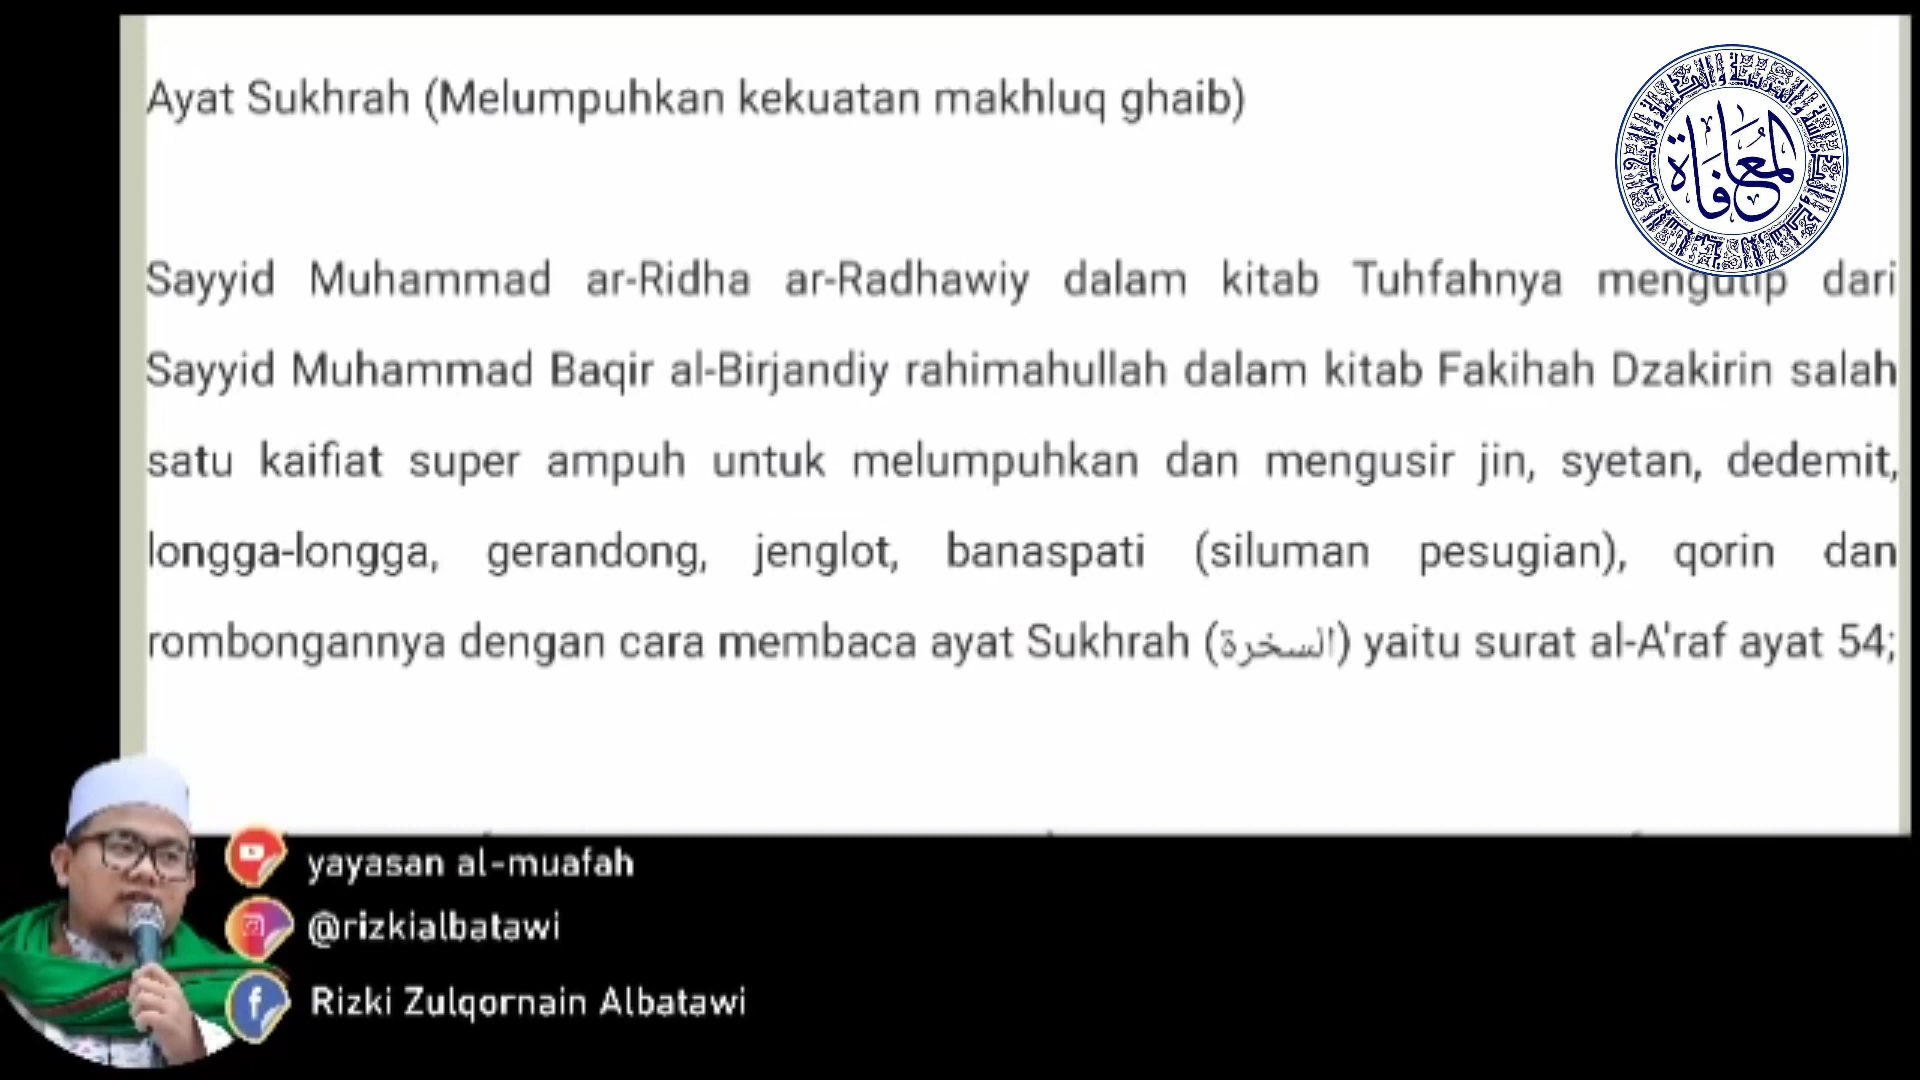 Ayat Sukhrah (Melumpuhkan kekuatan makhluq ghaib)
المعافاة
Sayyid Muhammad ar-Ridha ar-Radhawiy dalam kitab Tuhfahnya mengutip dari
Sayyid Muhammad Baqir al-Birjandiy rahimahullah dalam kitab Fakihah Dzakirin salah
satu kaifiat super ampuh untuk melumpuhkan dan mengusir jin, syetan, dedemit,
longga-longga, gerandong, jenglot, banaspati (siluman pesugian), qorin dan
rombongannya dengan cara membaca ayat Sukhrah (السخرة) yaitu surat al-A'raf ayat 54;
yayasan al-muafah
@rizkialbatawi
Rizki Zulqornain Albatawi